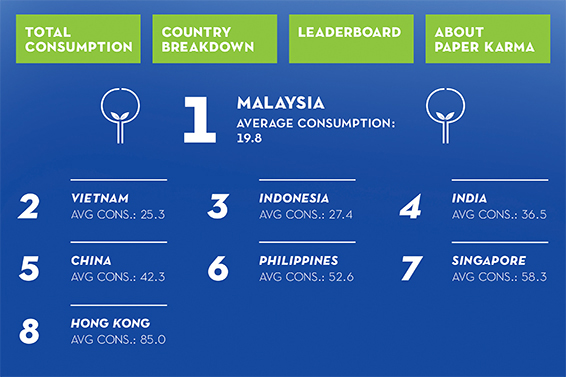 TOTAL
CONSUMPTION
COUNTRY
BREAKDOWN
LEADERBOARD
ABOUT
PAPER KARMA
1
MALAYSIA
AVERAGE CONSUMPTION:
19.8
2
VIETNAM
AVG CONS.: 25.3
3
INDONESIA
AVG CONS.: 27.4
4
INDIA
AVG CONS.: 36.5
5
CHINA
AVG CONS.: 42.3
6
PHILIPPINES
AVG CONS.: 52.6
7
SINGAPORE
AVG CONS.: 58.3
8
HONG KONG
AVG CONS.: 85.0